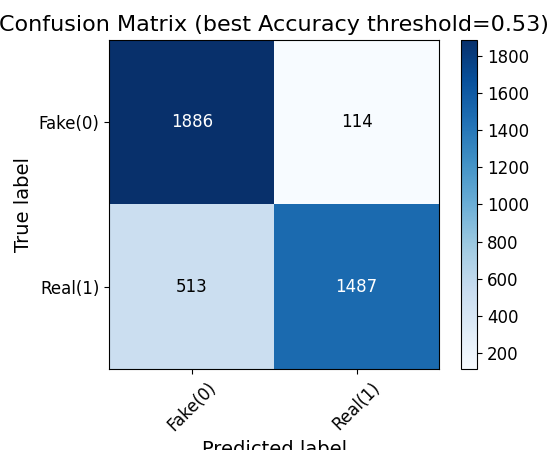 Confusion Matrix (best Accuracy threshold=0.53)
1800
1600
1400
1200
1000
800
600
400
200
True label
Fake(0)
1886
114
Real(1)
513
1487
Fake(0)
Real(1)
Predicted label